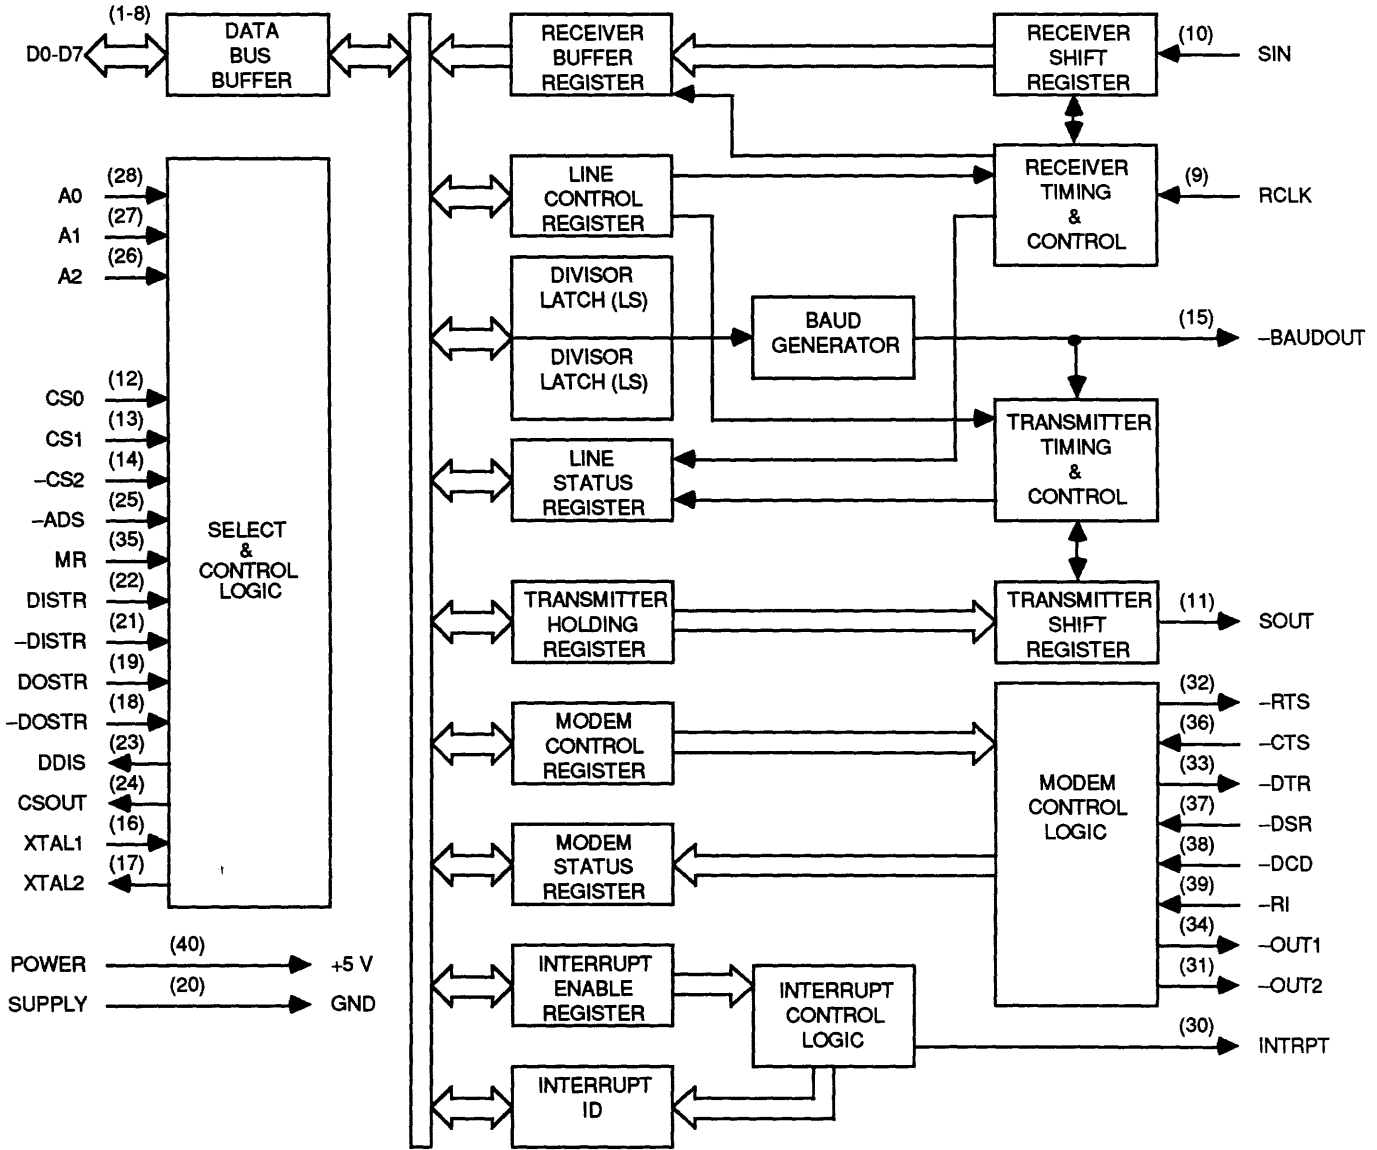 (1-8)
D0-D7
DATA
BUS
BUFFER
RECEIVER
BUFFER
REGISTER
RECEIVER
SHIFT
REGISTER
(10)
SIN
(28)
A0
(27)
A1
(26)
A2
LINE
CONTROL
REGISTER
RECEIVER
TIMING
&
CONTROL
(9)
RCLK
DIVISOR
LATCH (LS)
DIVISOR
LATCH (LS)
BAUD
GENERATOR
(15)
–BAUDOUT
(12)
CS0
(13)
CS1
(14)
–CS2
(25)
–ADS
(35)
MR
(22)
DISTR
(21)
–DISTR
(19)
DOSTR
(18)
–DOSTR
(23)
DDIS
(24)
CSOUT
(16)
XTAL1
(17)
XTAL2
SELECT
&
CONTROL
LOGIC
LINE
STATUS
REGISTER
TRANSMITTER
TIMING
&
CONTROL
TRANSMITTER
HOLDING
REGISTER
TRANSMITTER
SHIFT
REGISTER
(11)
SOUT
MODEM
CONTROL
REGISTER
MODEM
STATUS
REGISTER
MODEM
CONTROL
LOGIC
(32)
–RTS
(36)
–CTS
(33)
–DTR
(37)
–DSR
(38)
–DCD
(39)
–RI
(34)
–OUT1
(31)
–OUT2
POWER
(40)
+5 V
SUPPLY
(20)
GND
INTERRUPT
ENABLE
REGISTER
INTERRUPT
CONTROL
LOGIC
(30)
INTRPT
INTERRUPT
ID